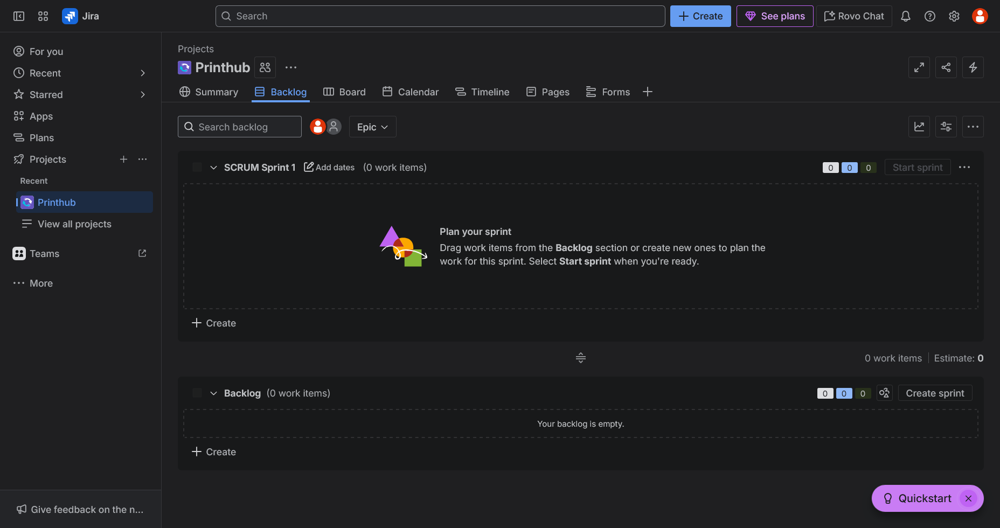 Jira
Search
Create
See plans
Rovo Chat
For you
Recent
Starred
Apps
Plans
Projects
Recent
Printhub
View all projects
Teams
More
Give feedback on the n...
Projects
Printhub
Summary
Backlog
Board
Calendar
Timeline
Pages
Forms
Search backlog
Epic
SCRUM Sprint 1 Add dates (0 work items)
0 0 0 Start sprint
Plan your sprint
Drag work items from the Backlog section or create new ones to plan the
work for this sprint. Select Start sprint when you're ready.
Create
0 work items Estimate: 0
Backlog (0 work items)
0 0 0 Create sprint
Your backlog is empty.
Create
Quickstart